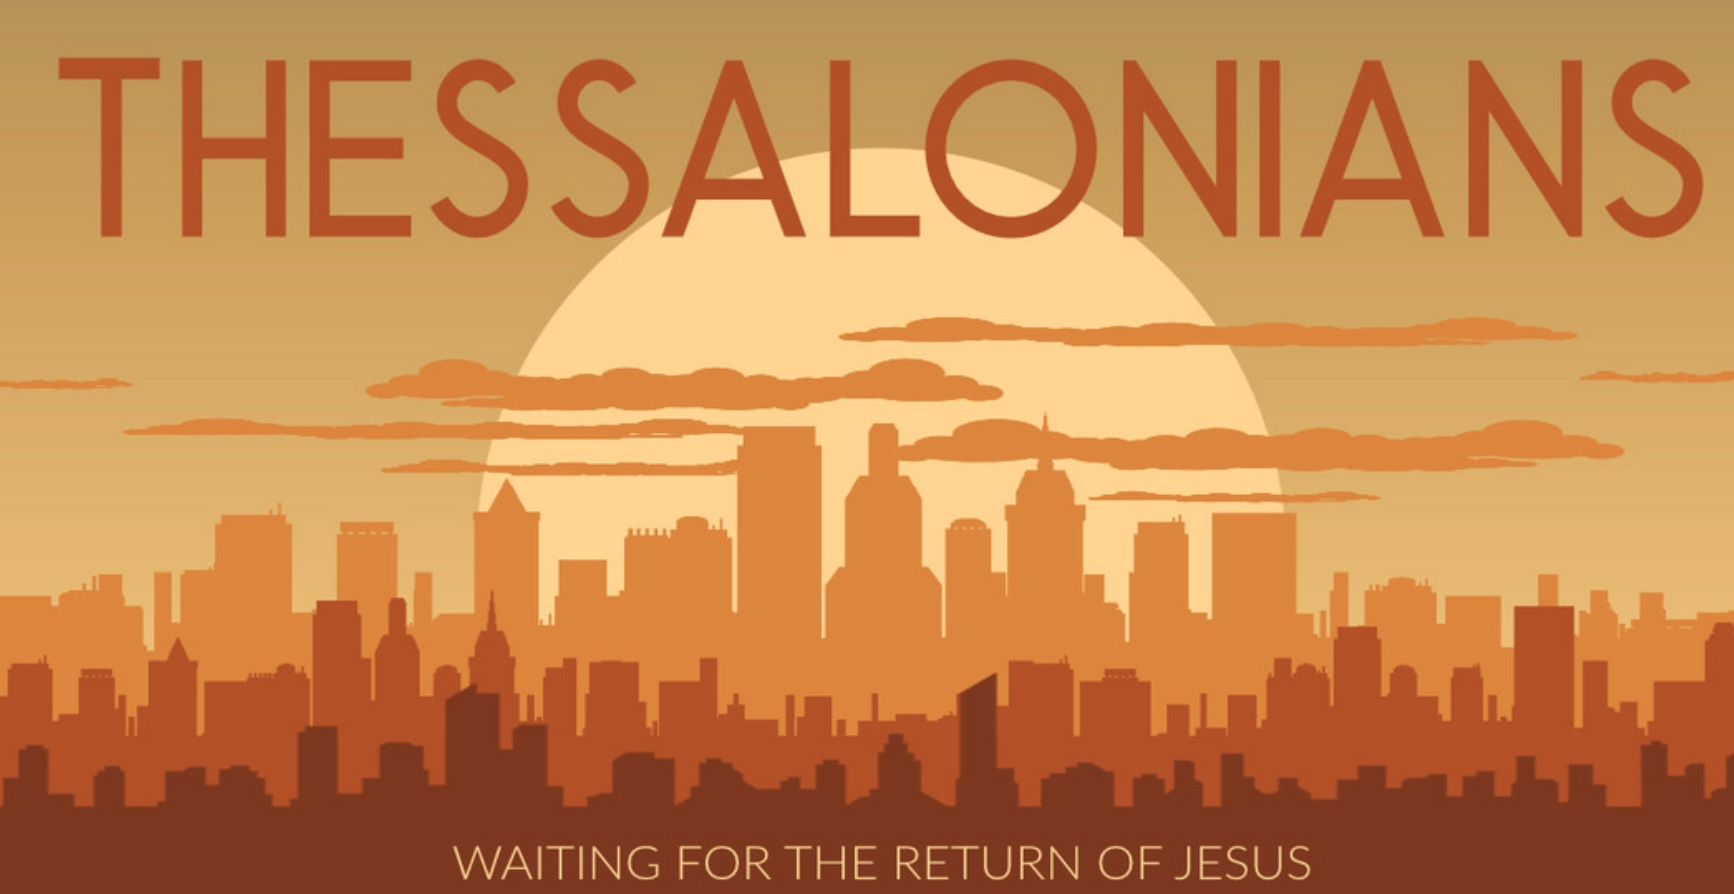 THESSALONIANS
WAITING FOR THE RETURN OF JESUS